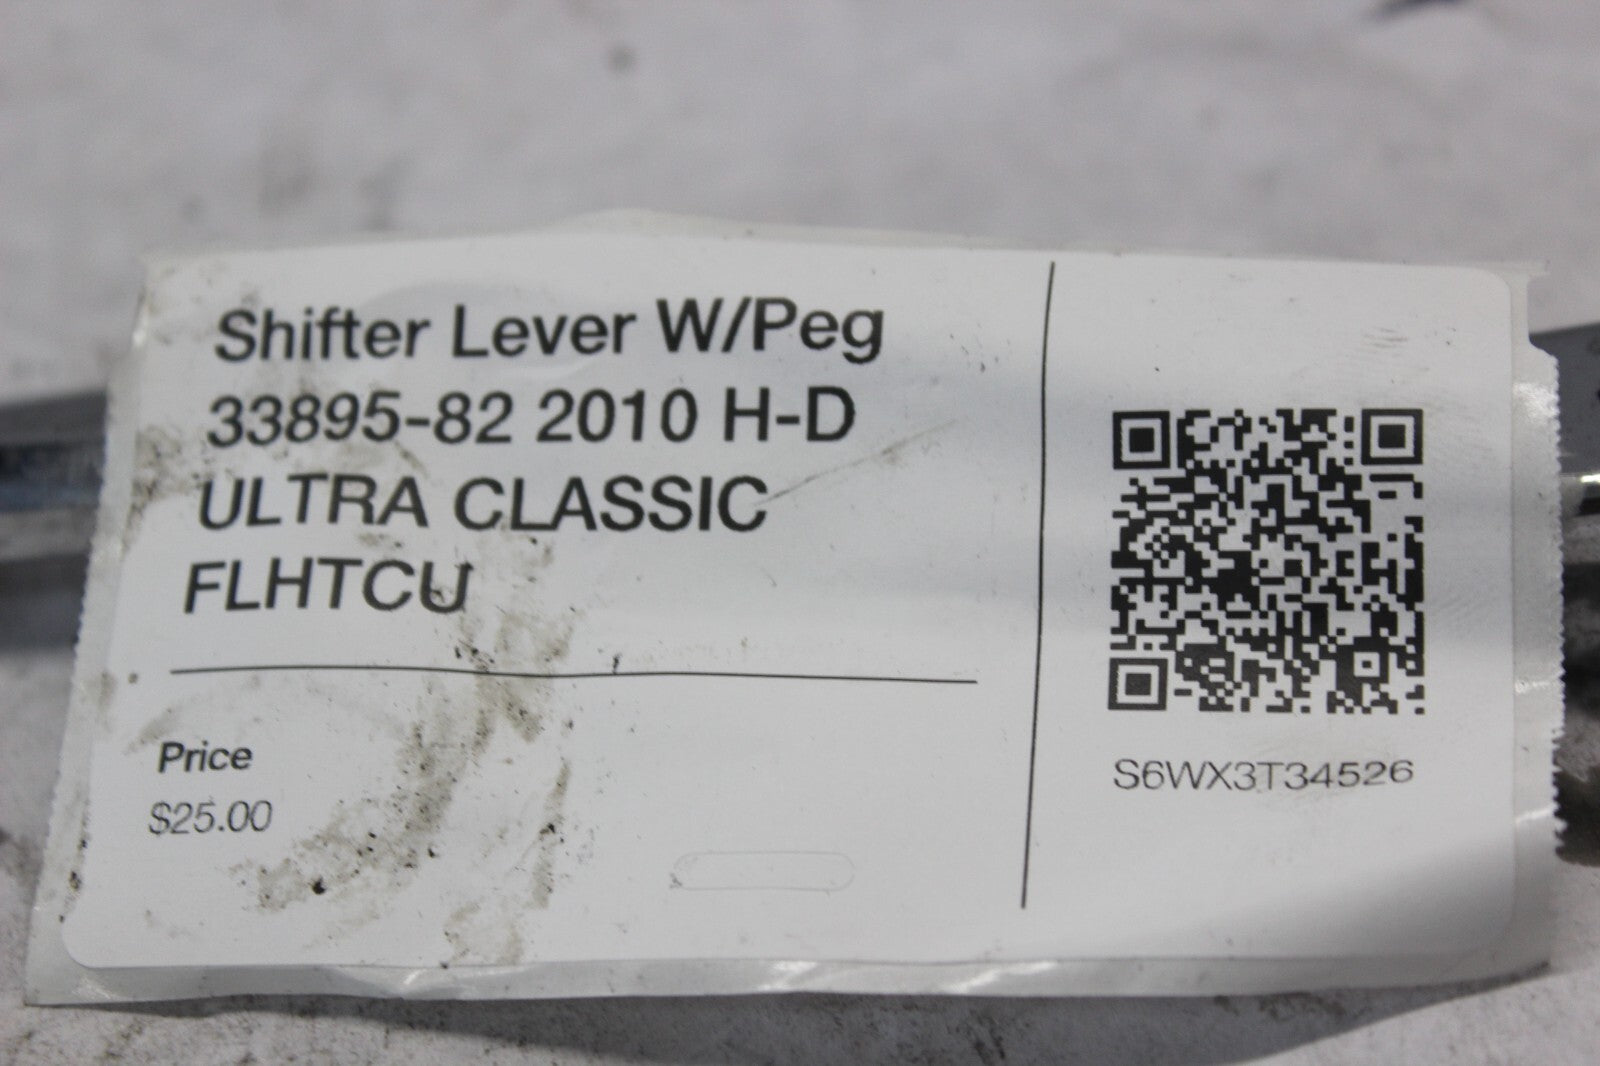 Shifter Lever W/Peg
33895-82 2010 H-D
ULTRA CLASSIC
FLHTCU
Price
$25.00
S6WX3T34526